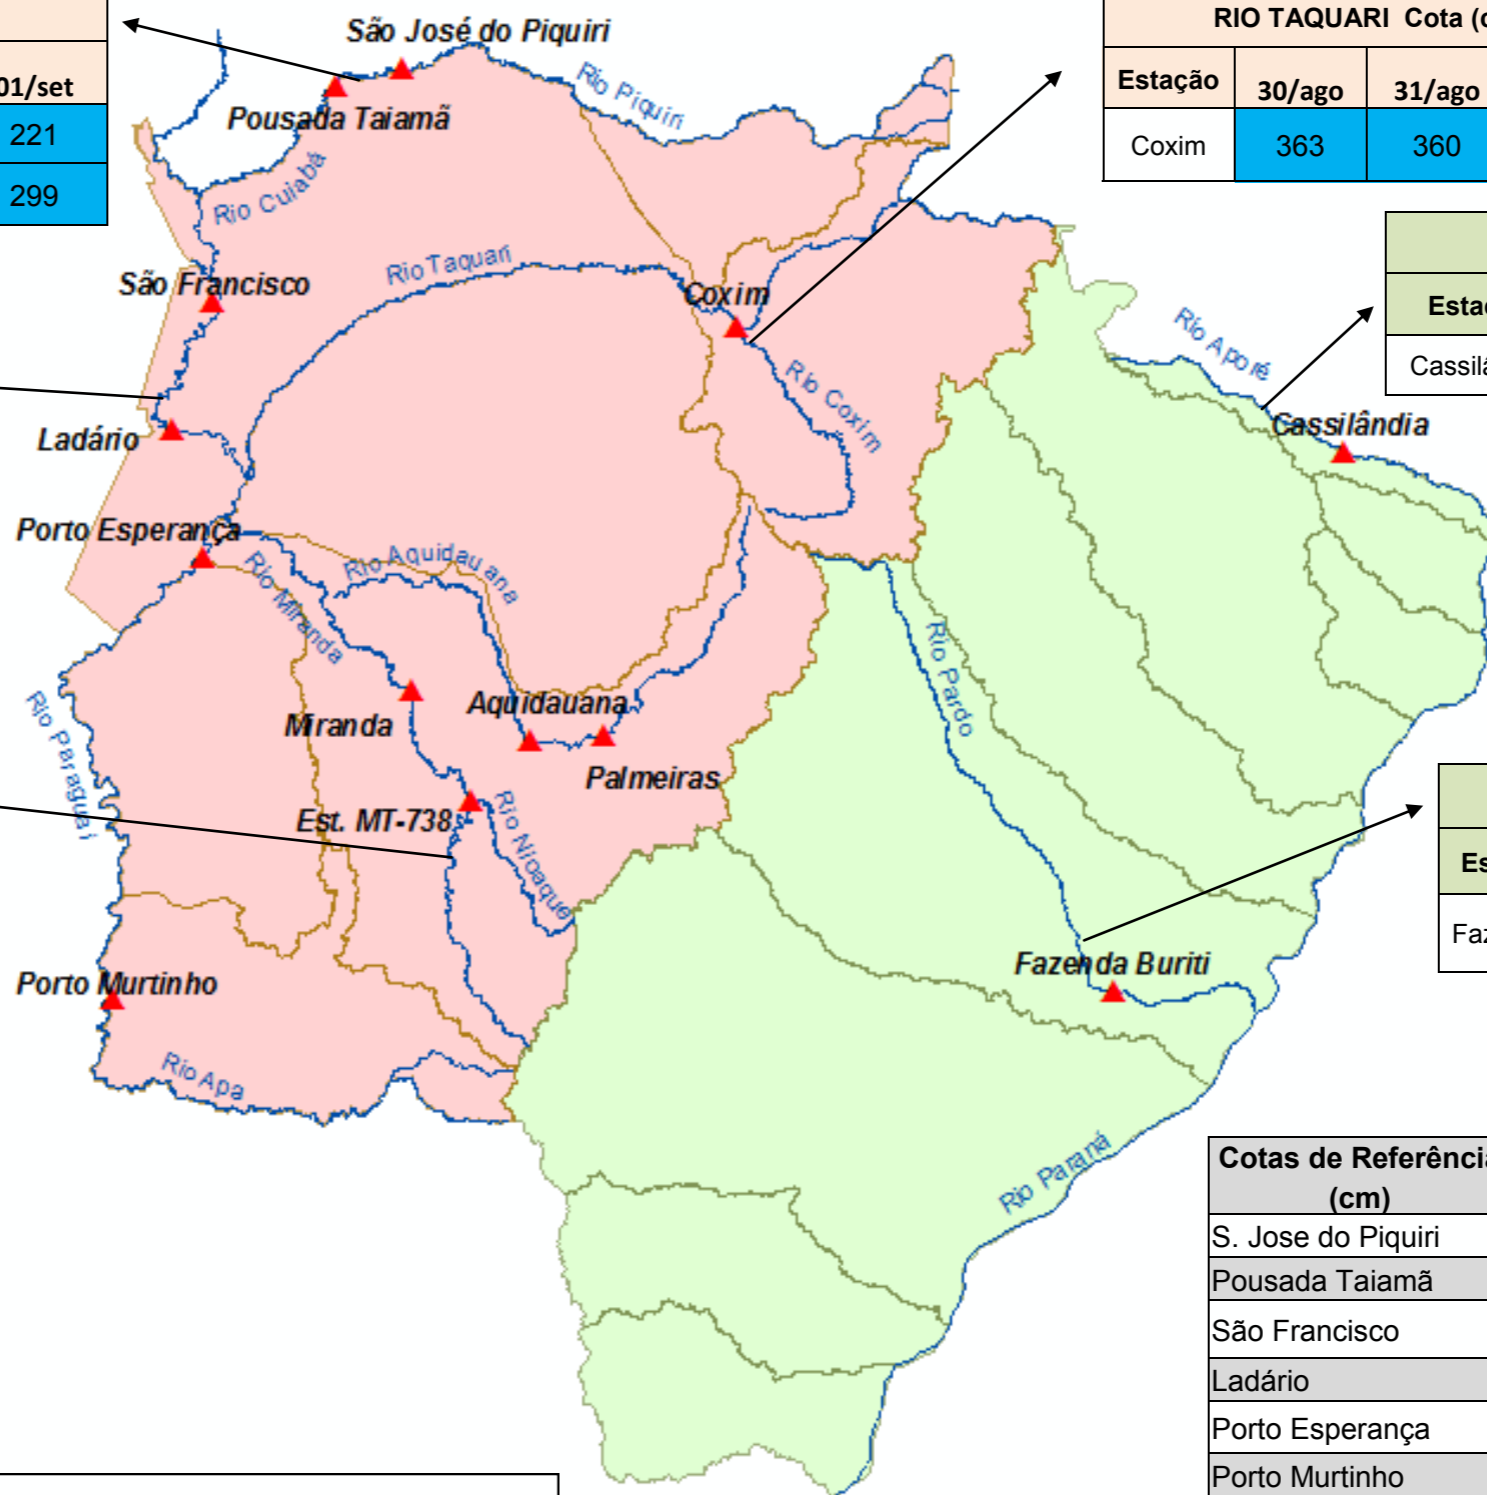 01/set
221
299
RIO TAQUARI Cota (c
Estação 30/ago 31/ago
Coxim 363 360
São José do Piquiri
Pousada Taiamã
Rio Piquiri
Rio Cuiabá
São Francisco
Rio Taquari
Coxim
Rio Coxim
Ladário
Porto Esperança
Rio Aporé
Cassilândia
Esta
Cassilâ
Rio Aquidauana
Rio Miranda
Rio Pardo
Rio Paraguai
Miranda
Aquidauana
Palmeiras
Est. MT-738
Rio Nioaque
Es
Faz
Fazenda Buriti
Porto Murtinho
Rio Apa
Rio Paraná
Cotas de Referência
(cm)
S. Jose do Piquiri
Pousada Taiamã
São Francisco
Ladário
Porto Esperança
Porto Murtinho